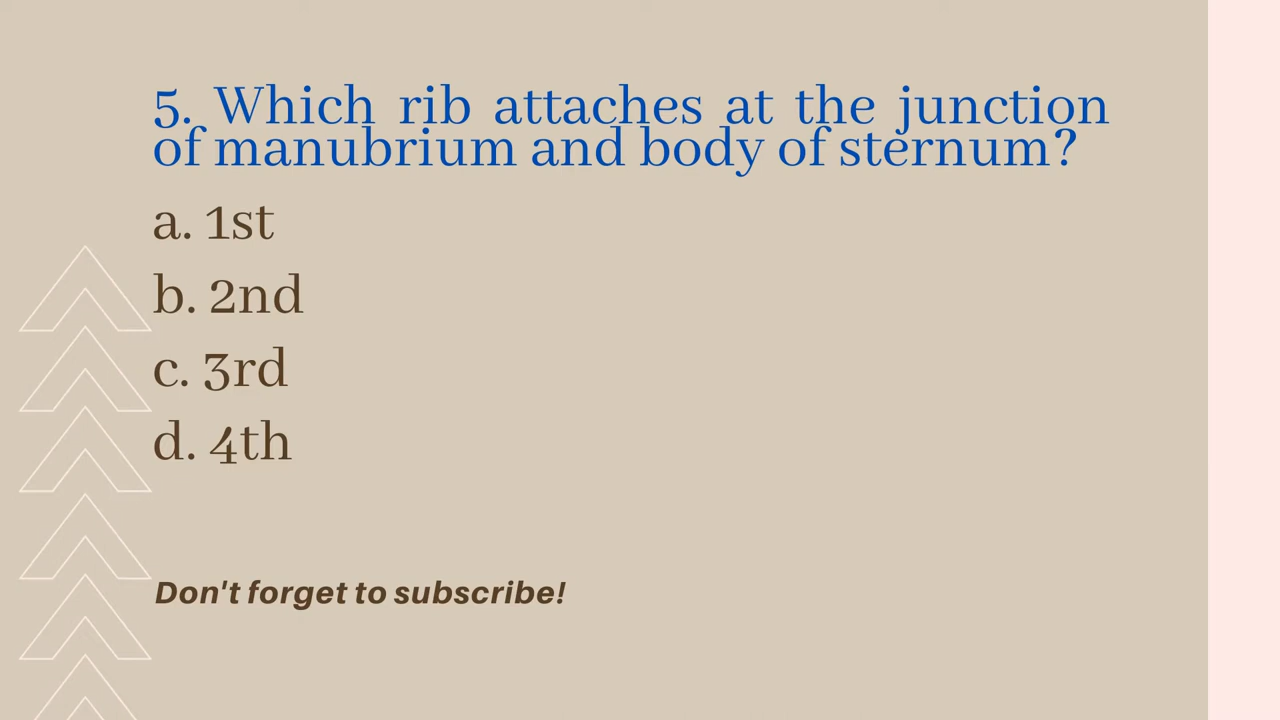 5. Which rib attaches at the junction
of manubrium and body of sternum?
a. 1st
b. 2nd
c. 3rd
d. 4th
Don't forget to subscribe!